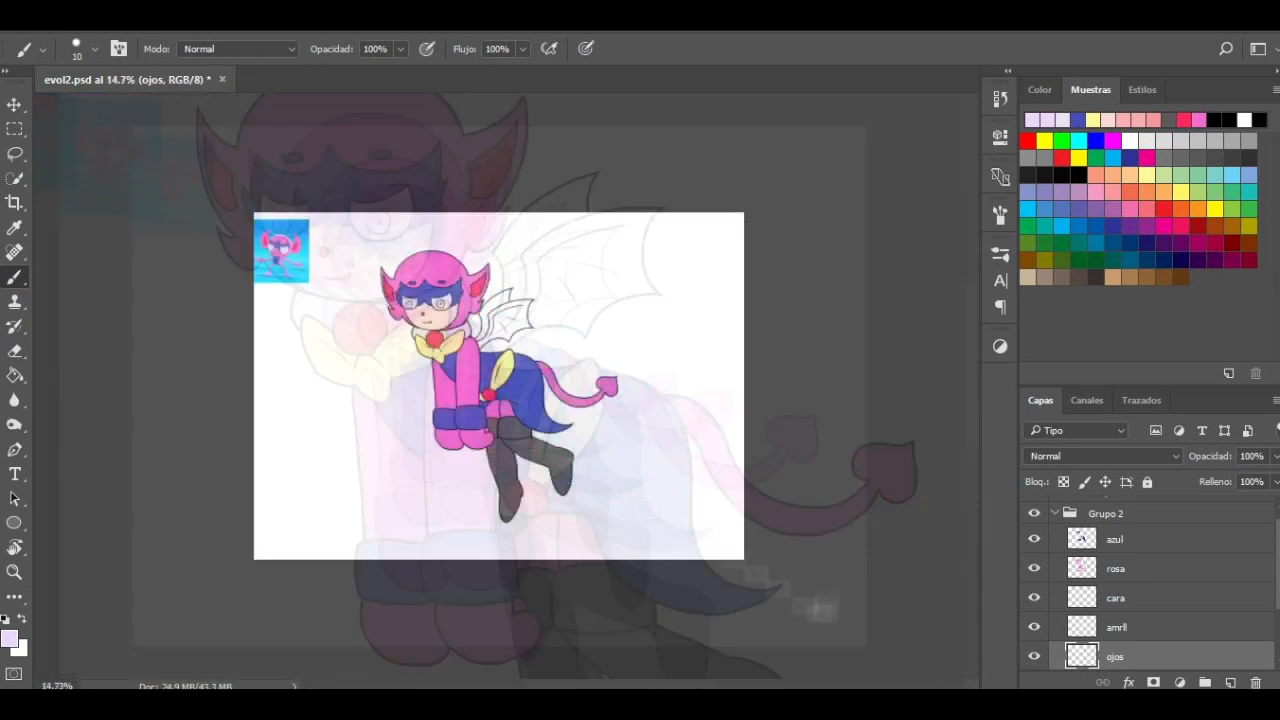 10 Modo: Normal Opacidad: 100% Flujo: 100%
evol2.psd al 14.7% (ojos, RGB/8) * ×
Color Muestras Estilos
Capas Canales Trazados
Tipo
Normal Opacidad: 100%
Bloq.: Relleno: 100%
Grupo 2
azul
rosa
cara
amrll
ojos
14.73% Doc: 24.9 MB/43.3 MB